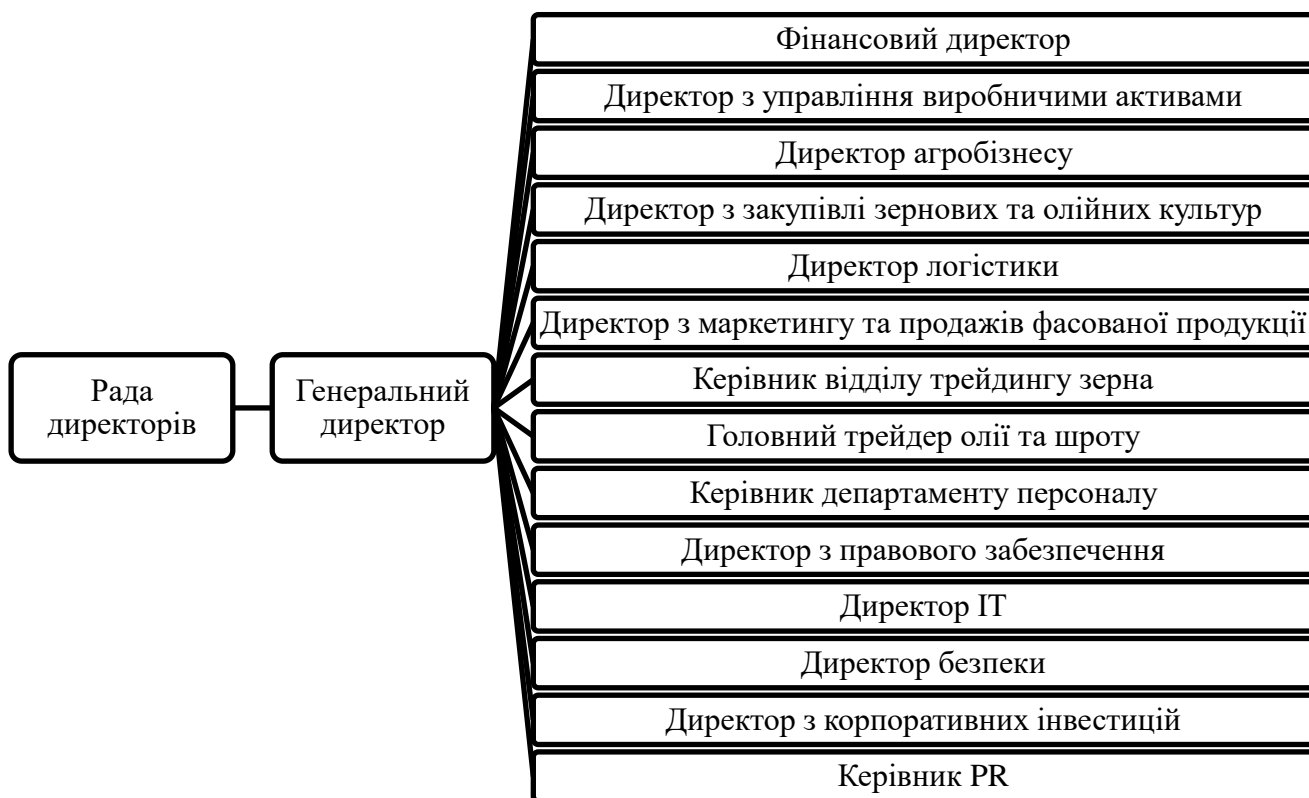 Рада
директорів
Генеральний
директор
Фінансовий директор
Директор з управління виробничими активами
Директор агробізнесу
Директор з закупівлі зернових та олійних культур
Директор логістики
Директор з маркетингу та продажів фасованої продукції
Керівник відділу трейдингу зерна
Головний трейдер олії та шроту
Керівник департаменту персоналу
Директор з правового забезпечення
Директор ІТ
Директор безпеки
Директор з корпоративних інвестицій
Керівник PR